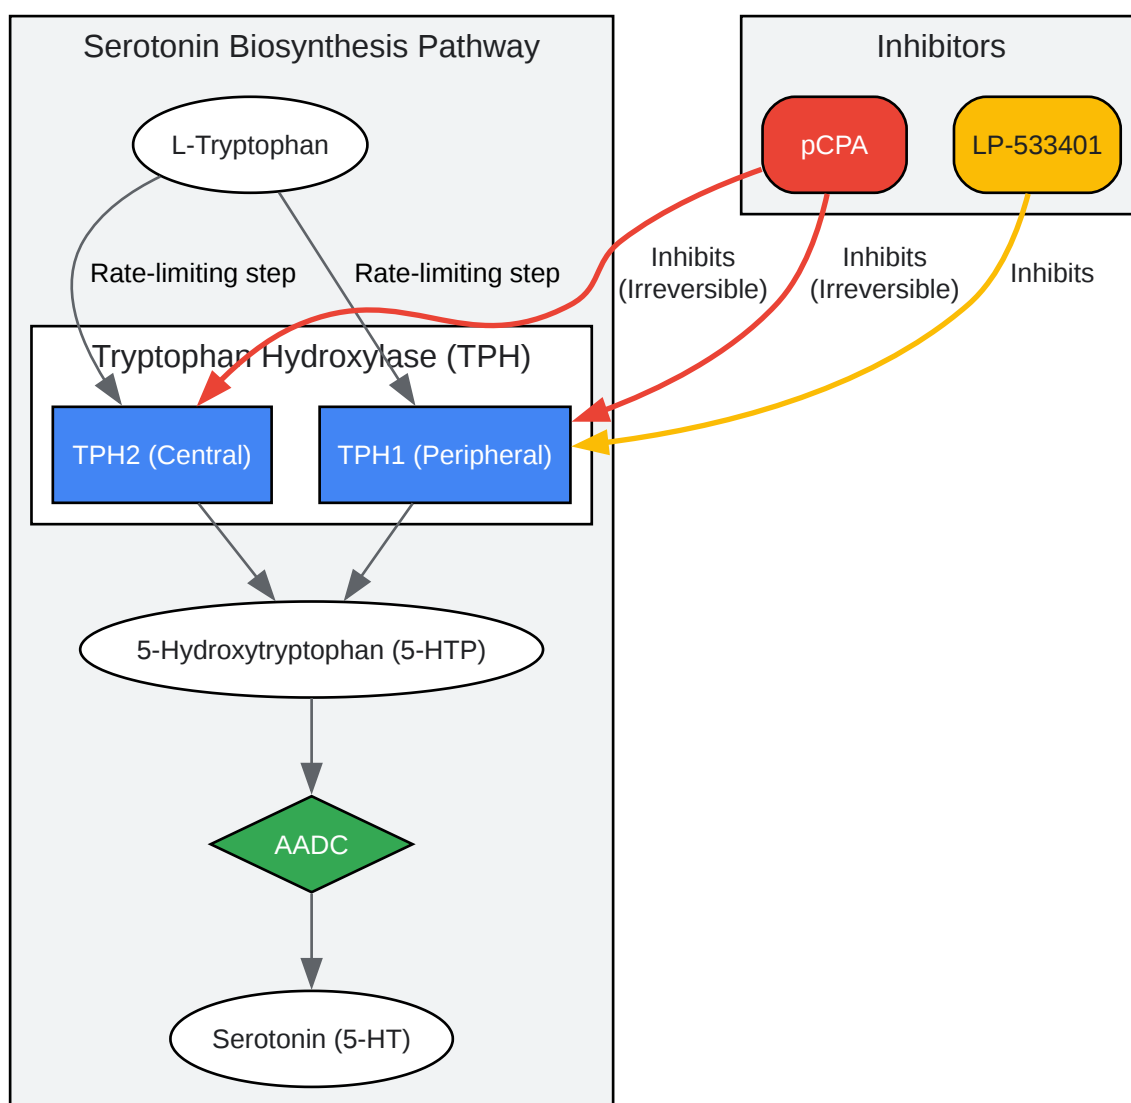 Serotonin Biosynthesis Pathway
Inhibitors
L-Tryptophan
pCPA
LP-533401
Rate-limiting step
Rate-limiting step
Inhibits
(Irreversible)
Inhibits
(Irreversible)
Inhibits
Tryptophan Hydroxylase (TPH)
TPH2 (Central)
TPH1 (Peripheral)
5-Hydroxytryptophan (5-HTP)
AADC
Serotonin (5-HT)